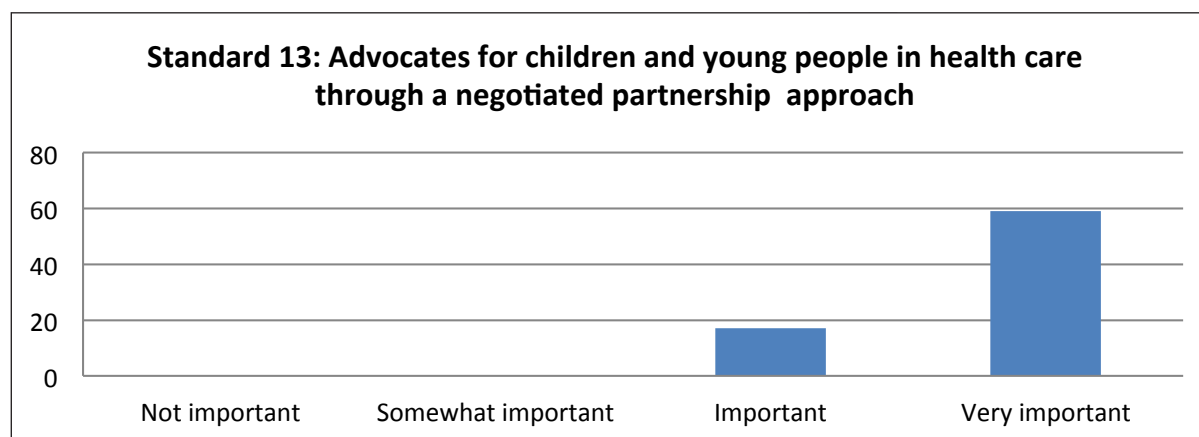 Standard 13: Advocates for children and young people in health care
through a negotiated partnership approach
80
60
40
20
0
Not important Somewhat important Important Very important